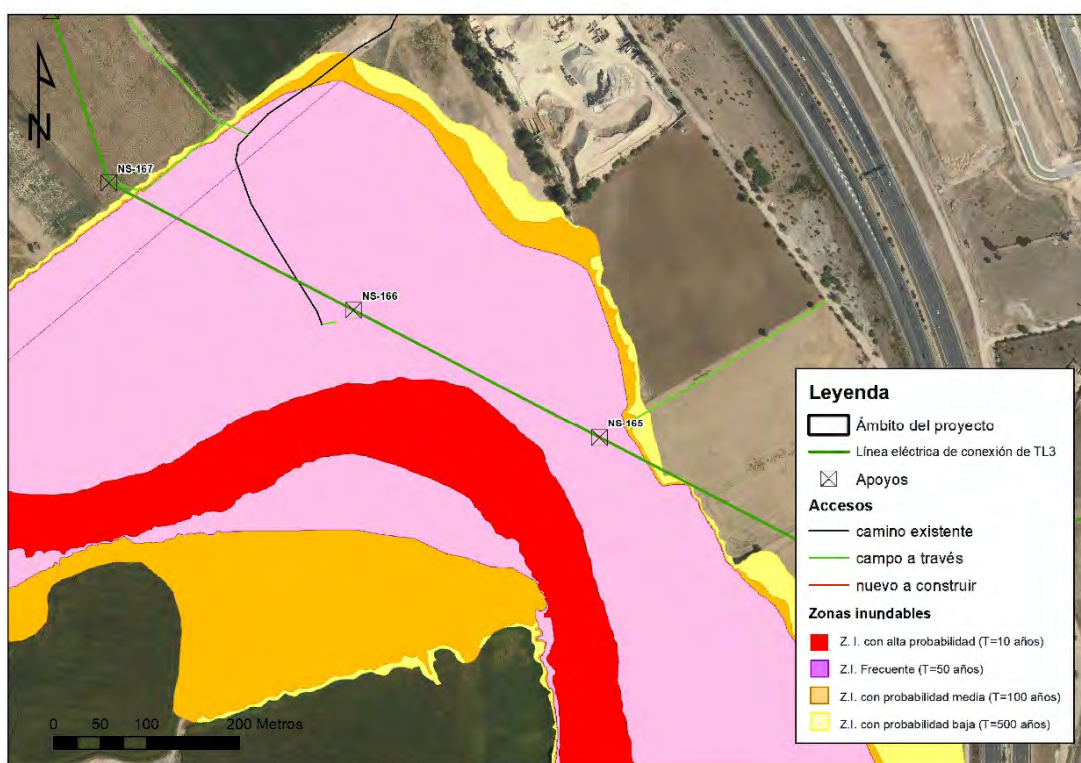 N
NS-167
NS-166
NS-165
0 50 100 200 Metros
Leyenda
Ámbito del proyecto
Línea eléctrica de conexión de TL3
Apoyos
Accesos
camino existente
campo a través
nuevo a construir
Zonas inundables
Z. I. con alta probabilidad (T=10 años)
Z.I. Frecuente (T=50 años)
Z.I. con probabilidad media (T=100 años)
Z.I. con probabilidad baja (T=500 años)